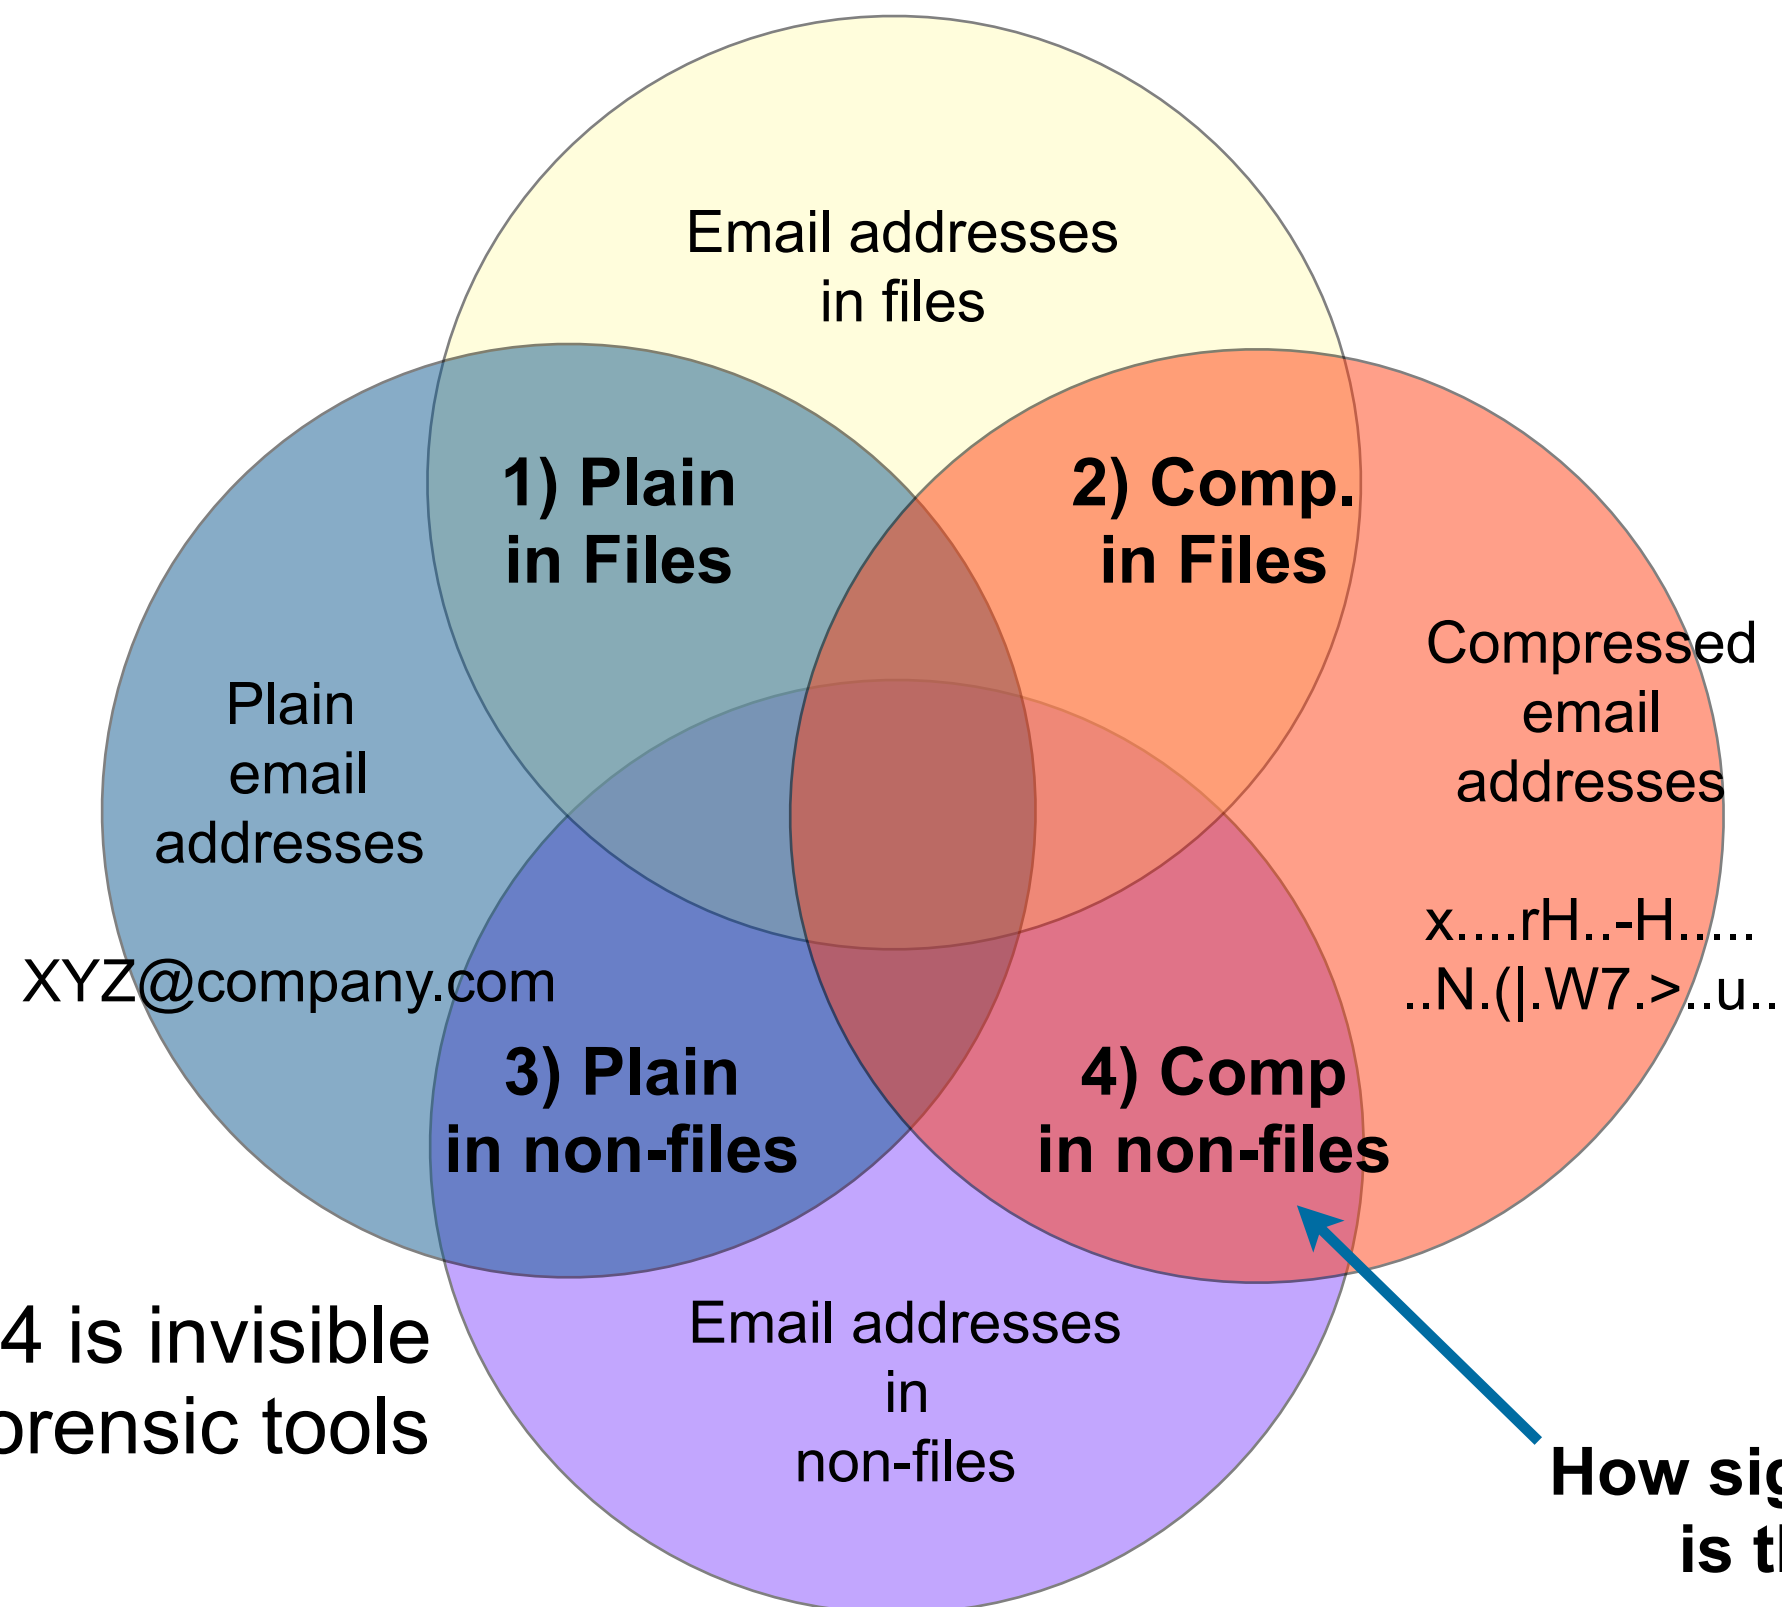 Email addresses
in files
1) Plain
in Files
2) Comp.
in Files
Plain
email
addresses
XYZ@company.com
Compressed
email
addresses
x....rH..-H.....
..N.(|.W7.>..u..
3) Plain
in non-files
4) Comp
in non-files
4 is invisible
orensic tools
Email addresses
in
non-files
How sig
is t